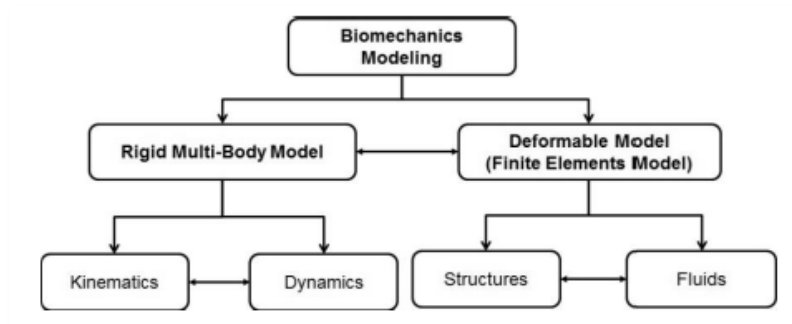 Biomechanics
Modeling
Rigid Multi-Body Model
Deformable Model
(Finite Elements Model)
Kinematics
Dynamics
Structures
Fluids